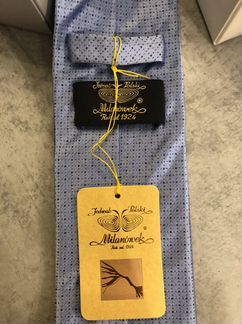 Jedwab Polski
Milanówek
Rok zał. 1924
Jedwab Polski
Milanówek
Rok zał. 1924